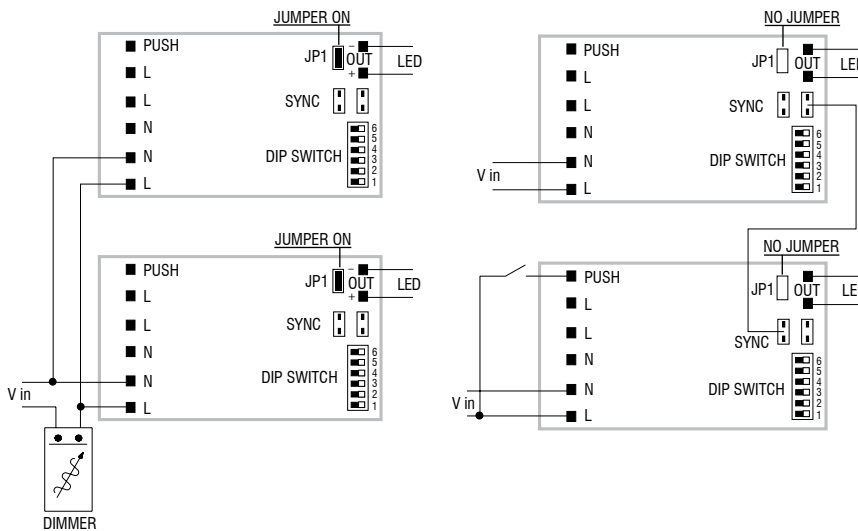 JUMPER ON
PUSH
JP1
−
OUT
+
LED
L
L
SYNC
N
N
DIP SWITCH
6
5
4
3
2
1
L
JUMPER ON
PUSH
JP1
−
OUT
+
LED
L
L
SYNC
N
N
DIP SWITCH
6
5
4
3
2
1
L
V in
DIMMER
NO JUMPER
PUSH
JP1
OUT
LE
L
L
SYNC
N
N
DIP SWITCH
6
5
4
3
2
1
L
V in
NO JUMPER
PUSH
JP1
OUT
LE
L
L
SYNC
N
N
DIP SWITCH
6
5
4
3
2
1
L
V in